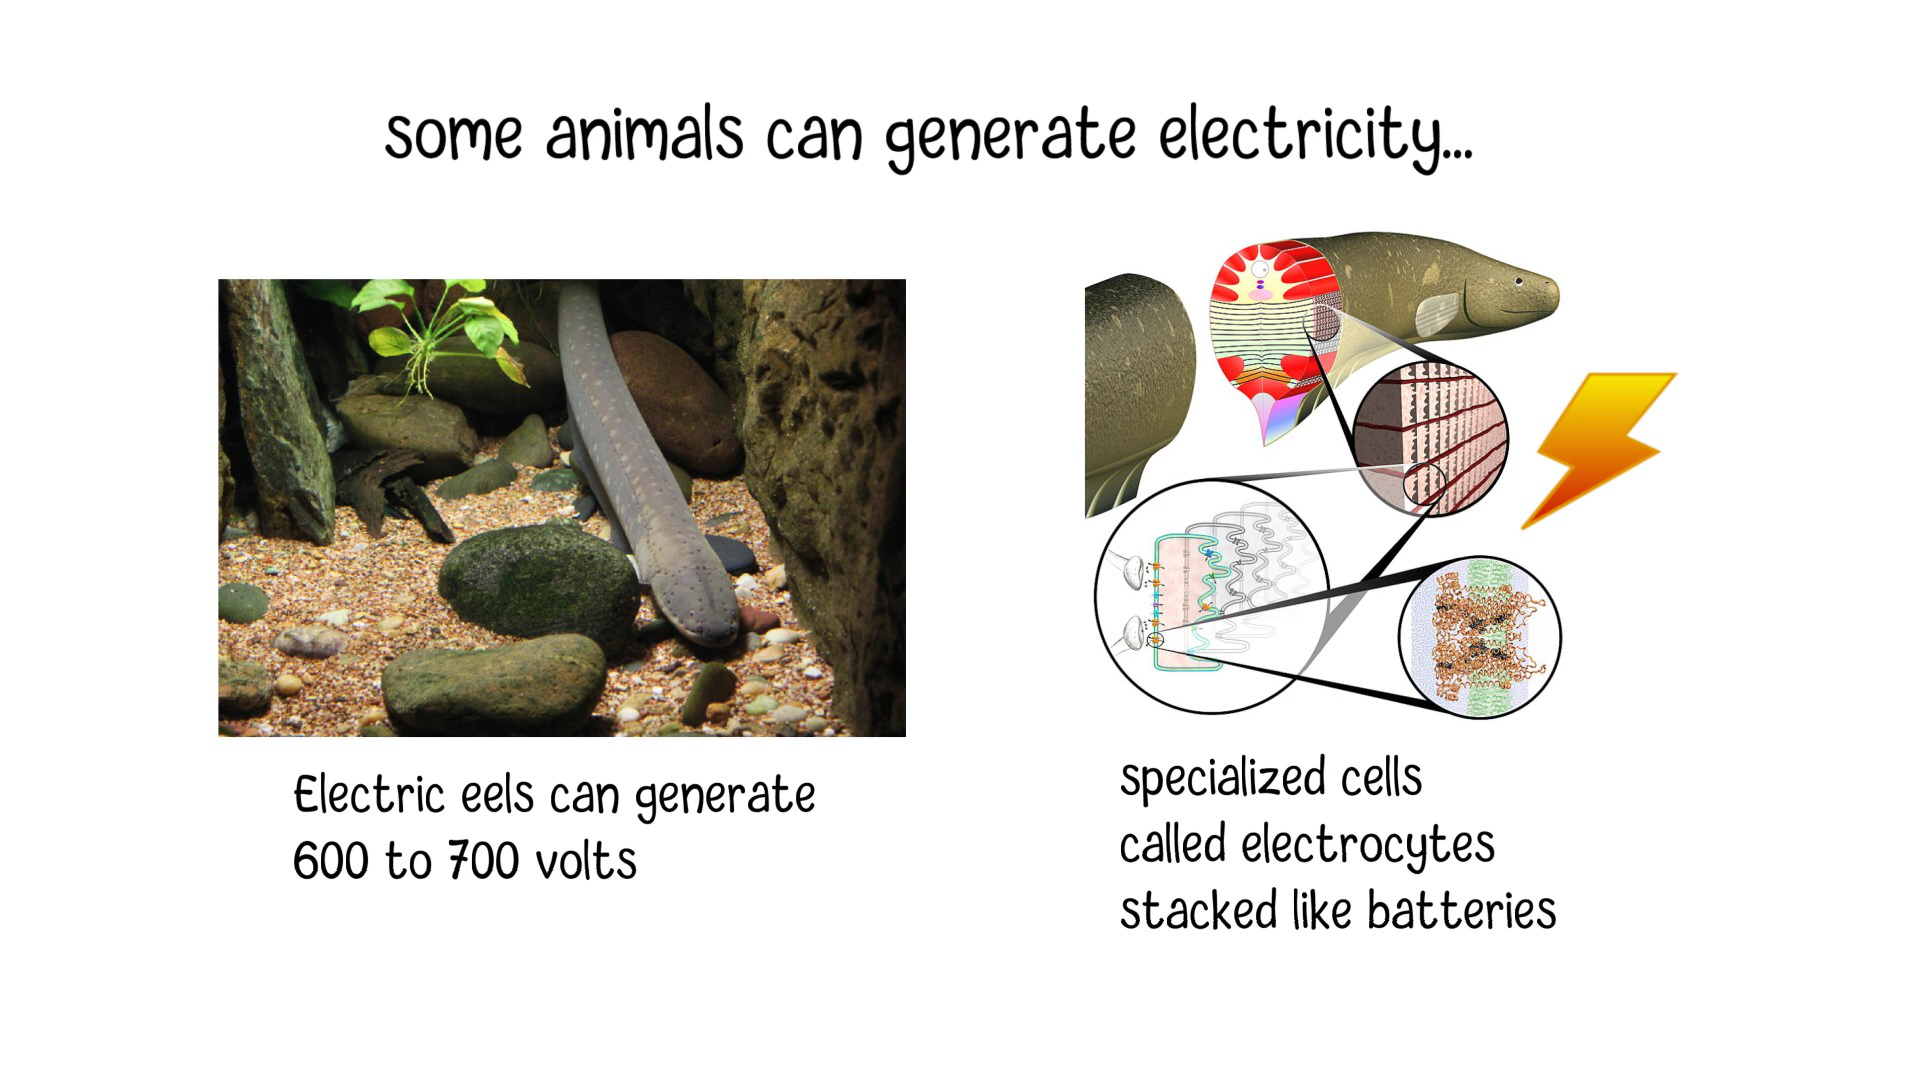 some animals can generate electricity...
Electric eels can generate
600 to 700 volts
specialized cells
called electrocytes
stacked like batteries